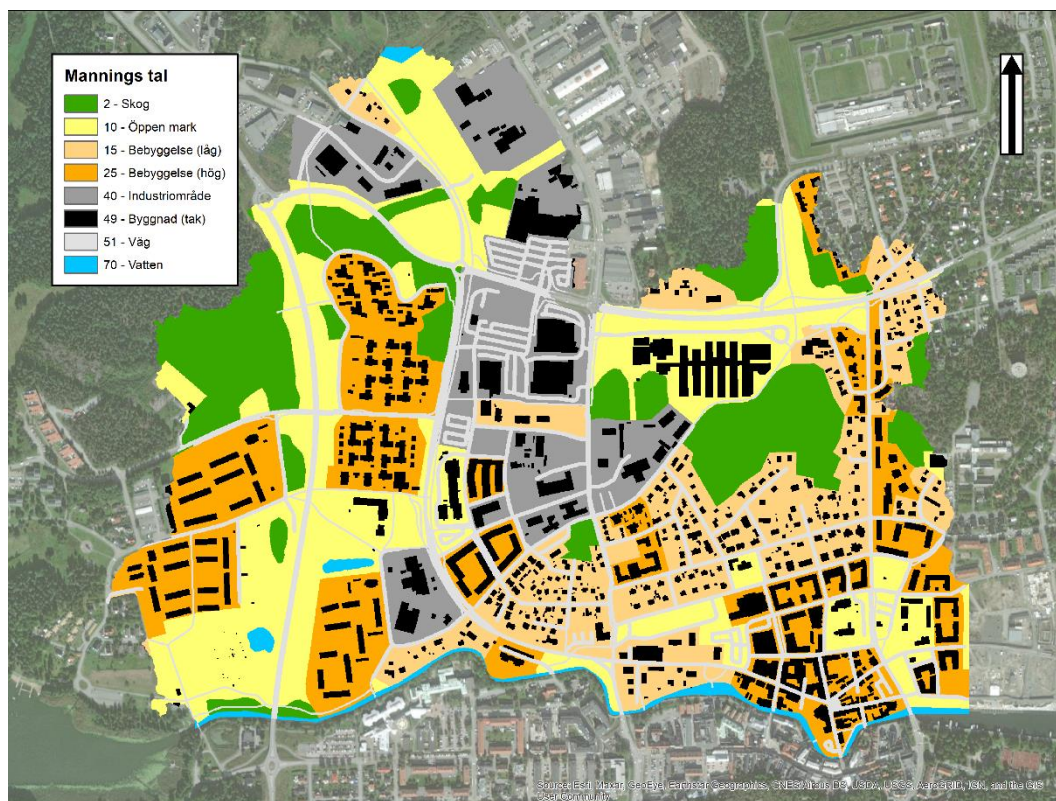 Mannings tal
2 - Skog
10 - Öppen mark
15 - Bebyggelse (låg)
25 - Bebyggelse (hög)
40 - Industriområde
49 - Byggnad (tak)
51 - Väg
70 - Vatten
Source: Esri, Maxar, GeoEye, Earthstar Geographics, CNES/Airbus DS, USDA, USGS, AeroGRID, IGN, and the GIS
User Community